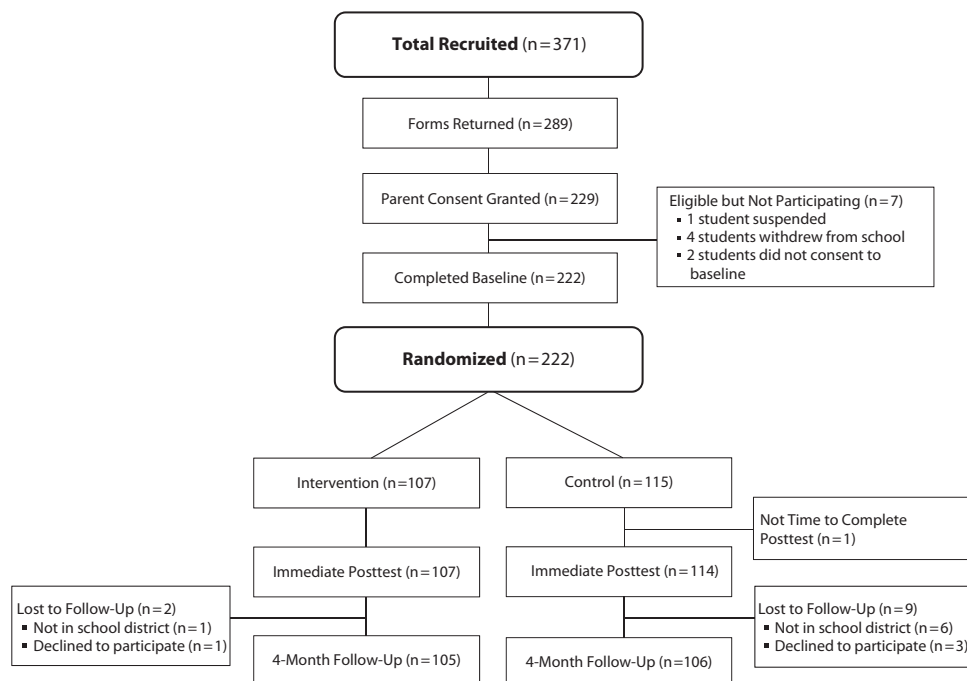 Total Recruited (n=371)
Forms Returned (n=289)
Parent Consent Granted (n=229)
Eligible but Not Participating (n=7)
▪ 1 student suspended
▪ 4 students withdrew from school
▪ 2 students did not consent to
baseline
Completed Baseline (n=222)
Randomized (n=222)
Intervention (n=107)
Control (n=115)
Not Time to Complete
Posttest (n=1)
Immediate Posttest (n=107)
Immediate Posttest (n=114)
Lost to Follow-Up (n=2)
▪ Not in school district (n=1)
▪ Declined to participate (n=1)
Lost to Follow-Up (n=9)
▪ Not in school district (n=6)
▪ Declined to participate (n=3)
4-Month Follow-Up (n=105)
4-Month Follow-Up (n=106)